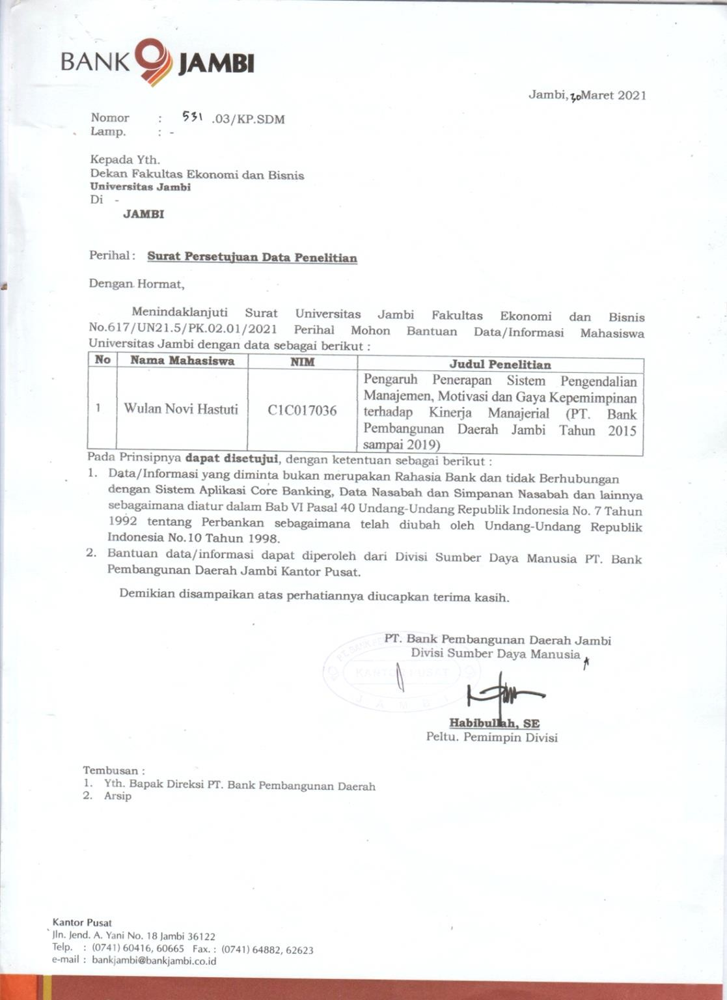 BANK 9 JAMBI
Jambi, 30 Maret 2021
Nomor : 531 .03/KP.SDM
Lamp. : -
Kepada Yth.
Dekan Fakultas Ekonomi dan Bisnis
Universitas Jambi
Di -
JAMBI
Perihal : Surat Persetujuan Data Penelitian
Dengan Hormat,
Menindaklanjuti Surat Universitas Jambi Fakultas Ekonomi dan Bisnis
No.617/UN21.5/PK.02.01/2021 Perihal Mohon Bantuan Data/Informasi Mahasiswa
Universitas Jambi dengan data sebagai berikut :
No Nama Mahasiswa NIM Judul Penelitian
1 Wulan Novi Hastuti C1C017036 Pengaruh Penerapan Sistem Pengendalian
Manajemen, Motivasi dan Gaya Kepemimpinan
terhadap Kinerja Manajerial (PT. Bank
Pembangunan Daerah Jambi Tahun 2015
sampai 2019)
Pada Prinsipnya dapat disetujui, dengan ketentuan sebagai berikut :
1. Data/Informasi yang diminta bukan merupakan Rahasia Bank dan tidak Berhubungan
dengan Sistem Aplikasi Core Banking, Data Nasabah dan Simpanan Nasabah dan lainnya
sebagaimana diatur dalam Bab VI Pasal 40 Undang-Undang Republik Indonesia No. 7 Tahun
1992 tentang Perbankan sebagaimana telah diubah oleh Undang-Undang Republik
Indonesia No.10 Tahun 1998.
2. Bantuan data/informasi dapat diperoleh dari Divisi Sumber Daya Manusia PT. Bank
Pembangunan Daerah Jambi Kantor Pusat.
Demikian disampaikan atas perhatiannya diucapkan terima kasih.
PT. Bank Pembangunan Daerah Jambi
Divisi Sumber Daya Manusia
PT. BANK
KANTOR PUSAT
JAMBI
Habibullah, SE
Peltu. Pemimpin Divisi
Tembusan :
1. Yth. Bapak Direksi PT. Bank Pembangunan Daerah
2. Arsip
Kantor Pusat
Jln. Jend. A. Yani No. 18 Jambi 36122
Telp. : (0741) 60416, 60665 Fax. : (0741) 64882, 62623
e-mail : bankjambi@bankjambi.co.id